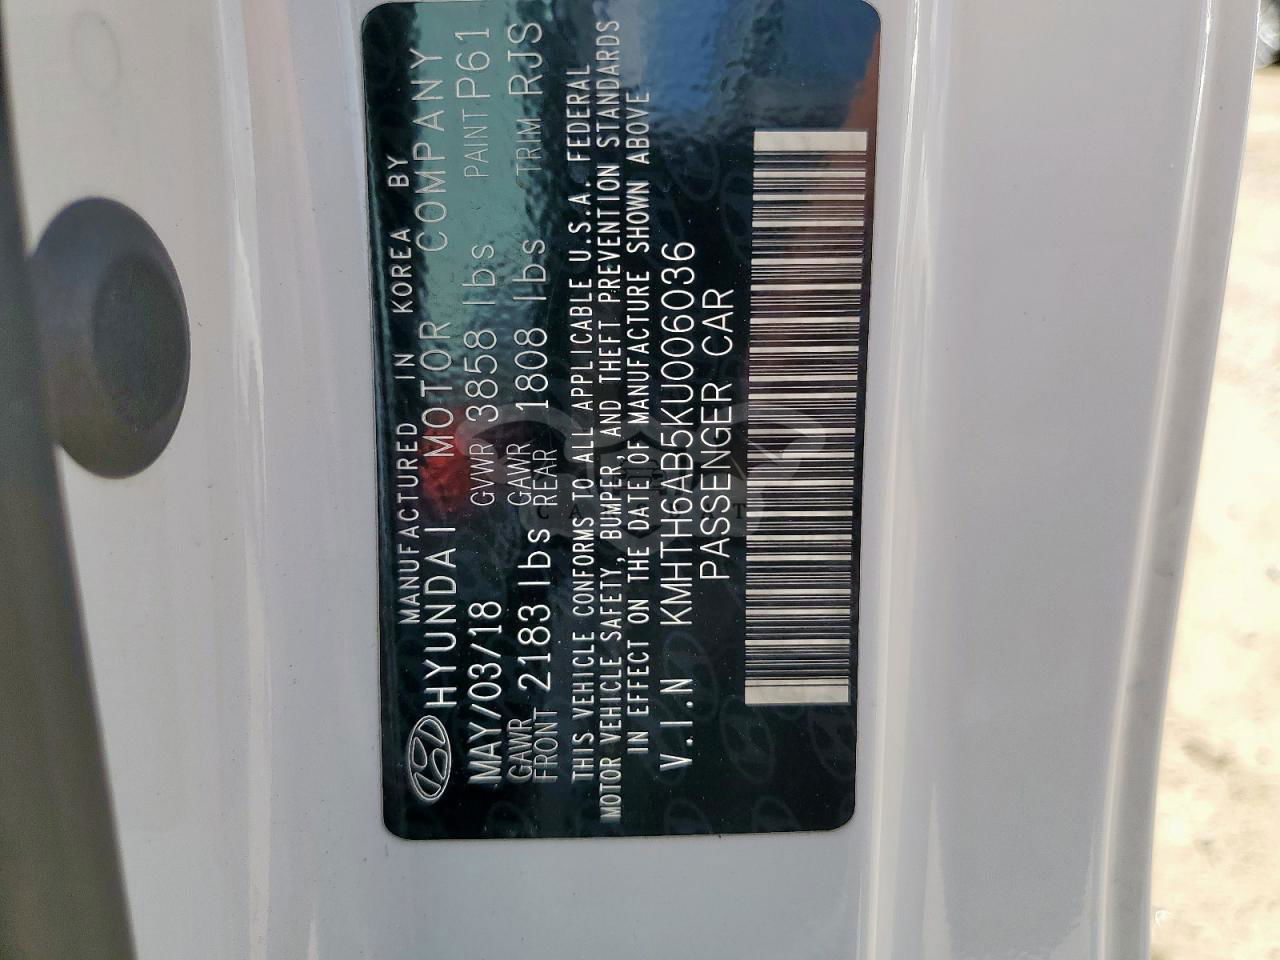 MANUFACTURED IN KOREA BY
HYUNDAI MOTOR COMPANY
MAY/03/18 GVWR 3858 lbs PAINT P61
GAWR FRONT 2183 lbs GAWR REAR 1808 lbs TRIM RJS
THIS VEHICLE CONFORMS TO ALL APPLICABLE U.S.A. FEDERAL
MOTOR VEHICLE SAFETY, BUMPER, AND THEFT PREVENTION STANDARDS
IN EFFECT ON THE DATE OF MANUFACTURE SHOWN ABOVE
V.I.N KMHTH6AB5KU006036
PASSENGER CAR